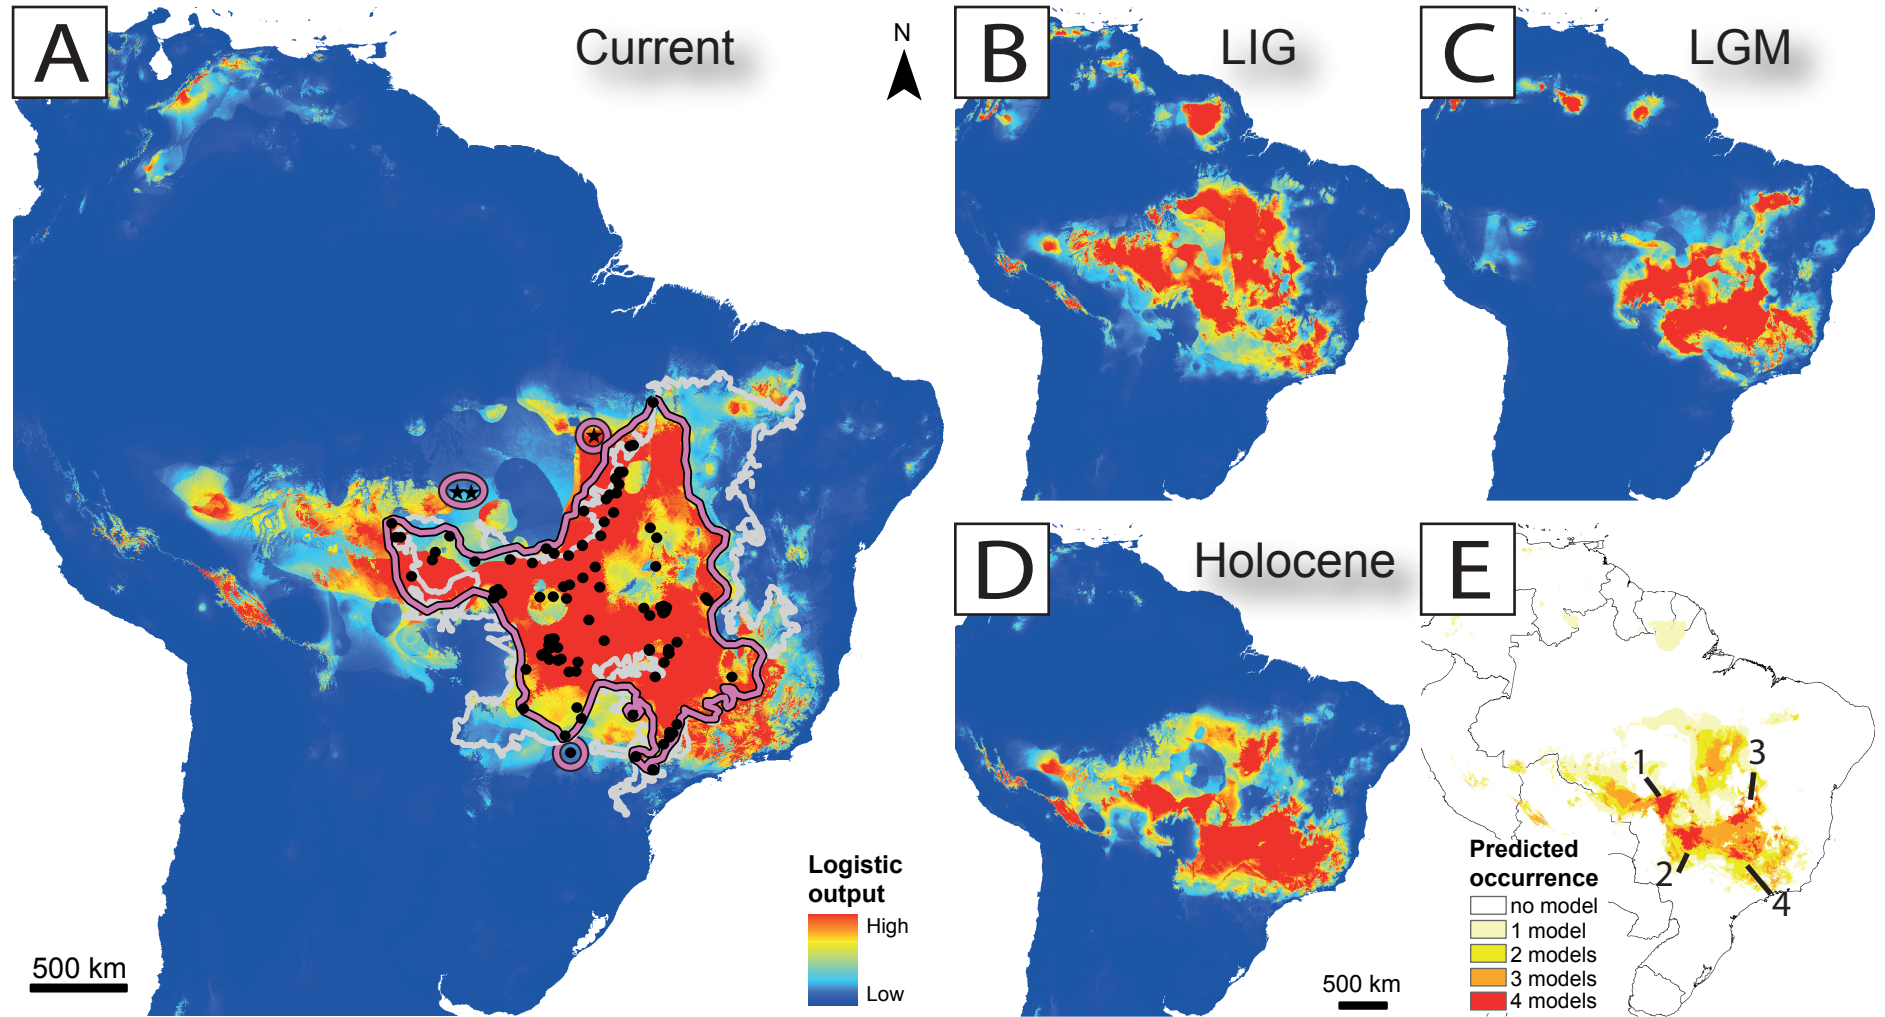 A
Current
N
500 km
Logistic
output
High
Low
B
LIG
C
LGM
D
Holocene
500 km
E
1
3
2
4
Predicted
occurrence
no model
1 model
2 models
3 models
4 models